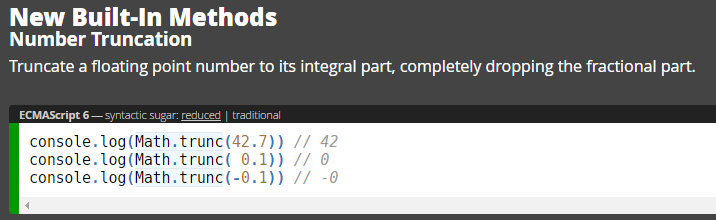 New Built-In Methods
Number Truncation
Truncate a floating point number to its integral part, completely dropping the fractional part.
ECMAScript 6 — syntactic sugar: reduced | traditional
console.log(Math.trunc(42.7)) // 42
console.log(Math.trunc( 0.1)) // 0
console.log(Math.trunc(-0.1)) // -0